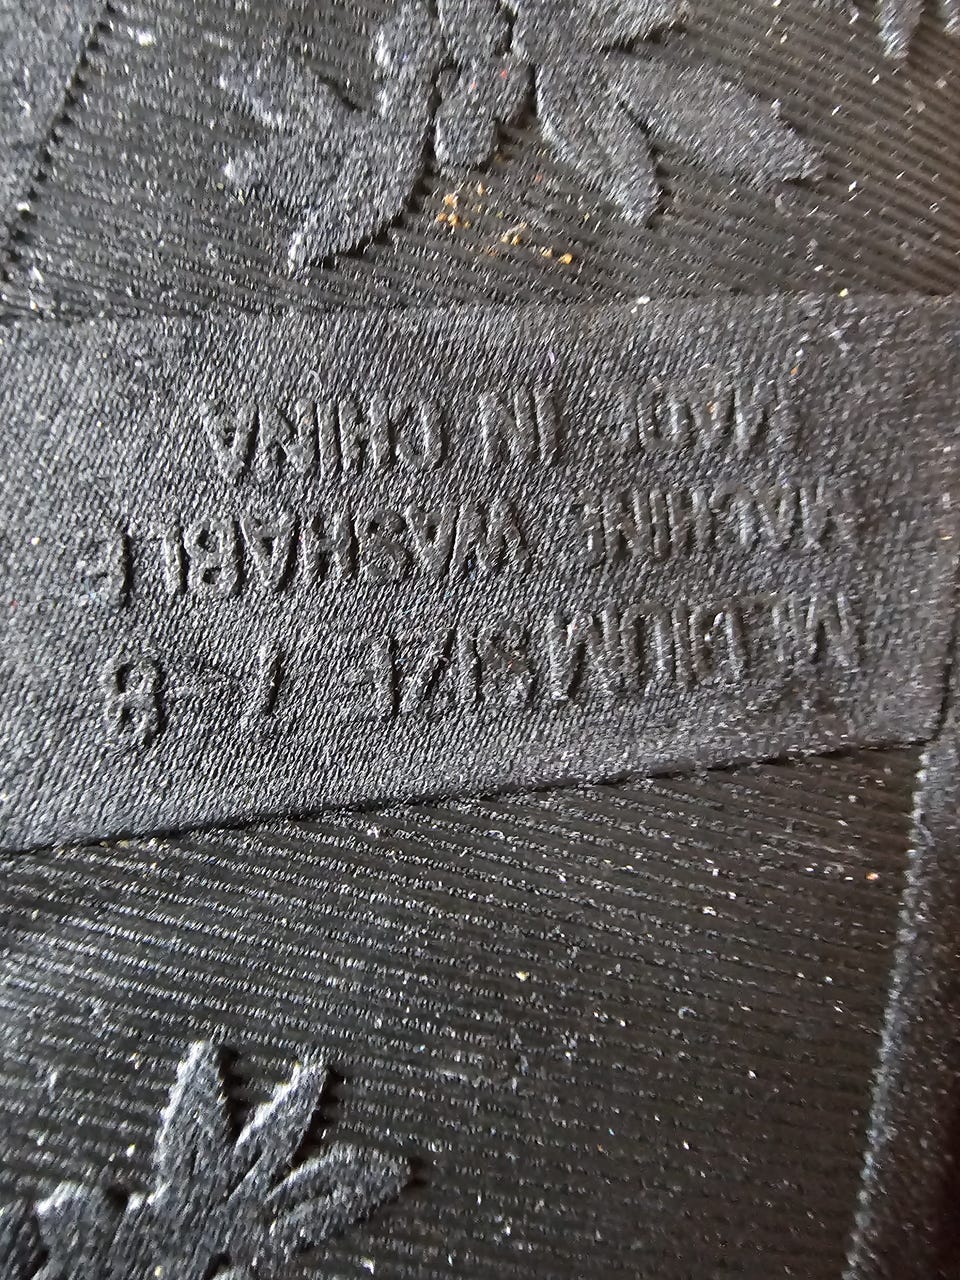 MEDIUM SIZE 7-8
MACHINE WASHABLE
MADE IN CHINA